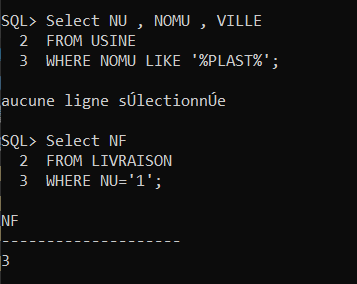 SQL> Select NU , NOMU , VILLE
2 FROM USINE
3 WHERE NOMU LIKE '%PLAST%';
aucune ligne sÚlectionnÚe
SQL> Select NF
2 FROM LIVRAISON
3 WHERE NU='1';
NF
--------------------
3